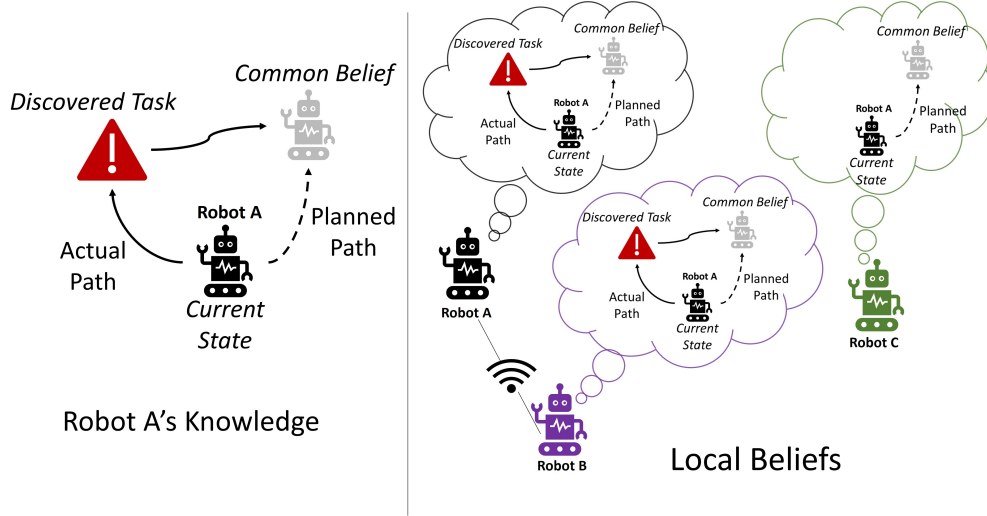 Common Belief
Discovered Task
Robot A
Actual
Path
Planned
Path
Current
State
Robot A's Knowledge
Discovered Task
Common Belief
Robot A
Actual
Path
Planned
Path
Current
State
Robot A
Discovered Task
Common Belief
Robot A
Actual
Path
Planned
Path
Current
State
Robot B
Common Belief
Robot A
Planned
Path
Current
State
Robot C
Local Beliefs